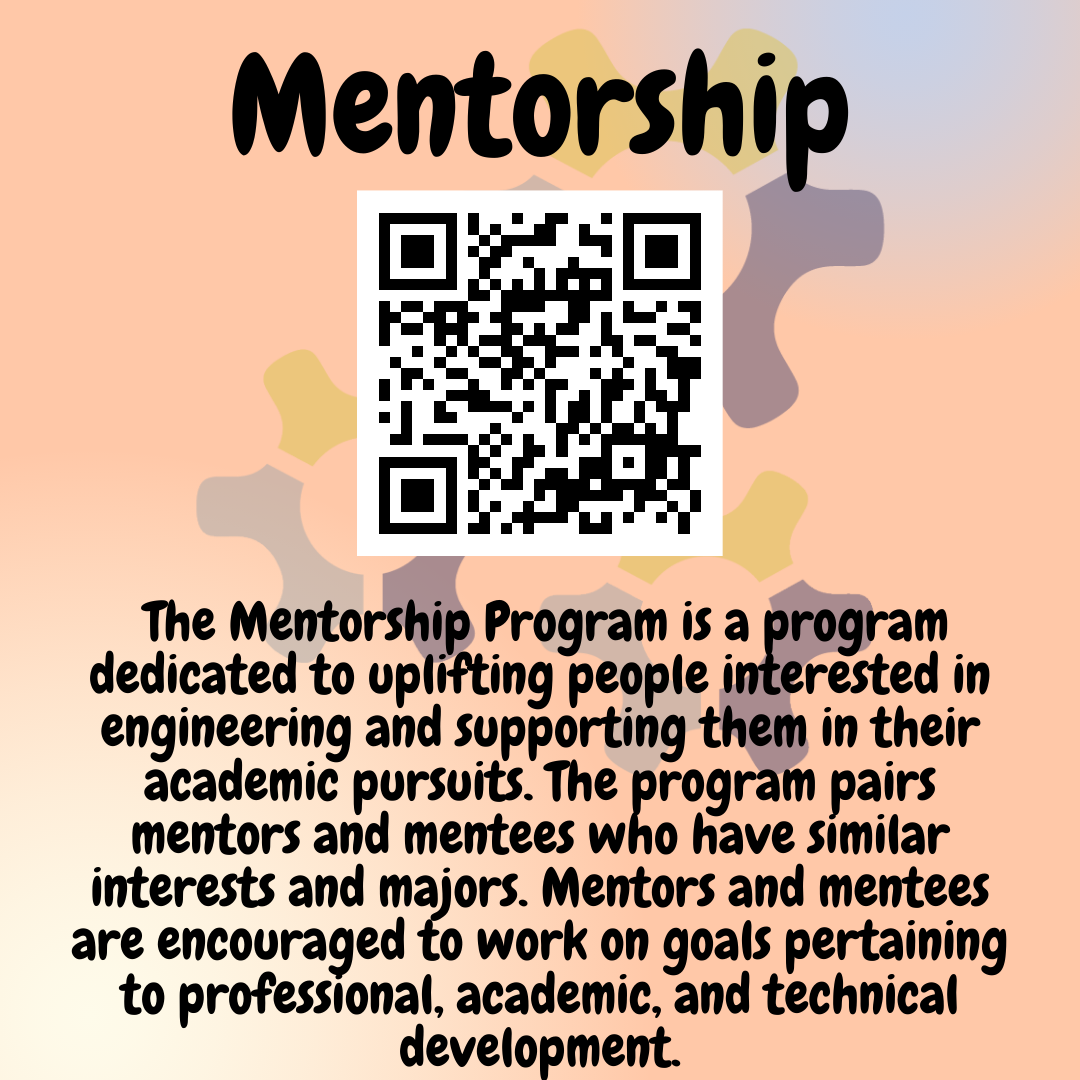 Mentorship
The Mentorship Program is a program
dedicated to uplifting people interested in
engineering and supporting them in their
academic pursuits. The program pairs
mentors and mentees who have similar
interests and majors. Mentors and mentees
are encouraged to work on goals pertaining
to professional, academic, and technical
development.